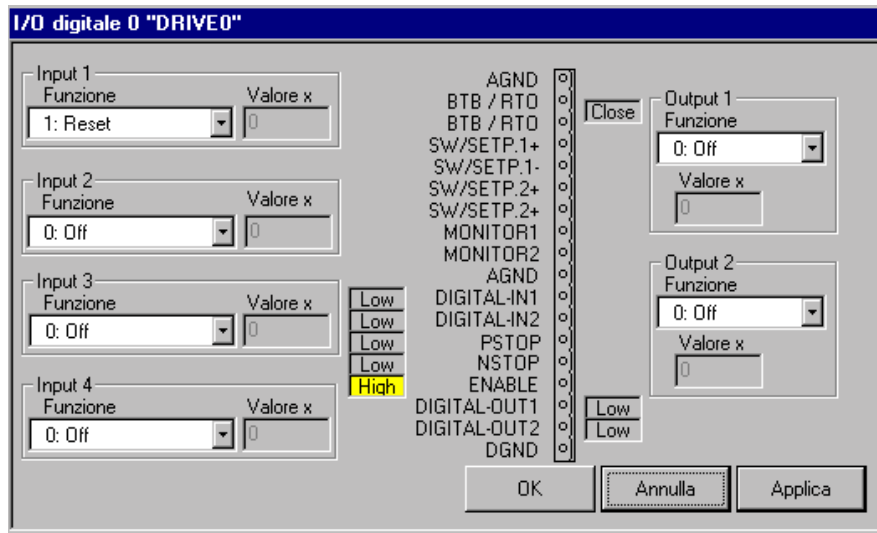 I/O digitale 0 "DRIVE0"
Input 1
Funzione
Valore x
1: Reset
0
Input 2
Funzione
Valore x
0: Off
0
Input 3
Funzione
Valore x
0: Off
0
Input 4
Funzione
Valore x
0: Off
0
Low
Low
Low
Low
High
AGND
BTB / RTO
BTB / RTO
SW/SETP.1+
SW/SETP.1-
SW/SETP.2+
SW/SETP.2+
MONITOR1
MONITOR2
AGND
DIGITAL-IN1
DIGITAL-IN2
PSTOP
NSTOP
ENABLE
DIGITAL-OUT1
DIGITAL-OUT2
DGND
Close
Low
Low
Output 1
Funzione
0: Off
Valore x
0
Output 2
Funzione
0: Off
Valore x
0
OK
Annulla
Applica